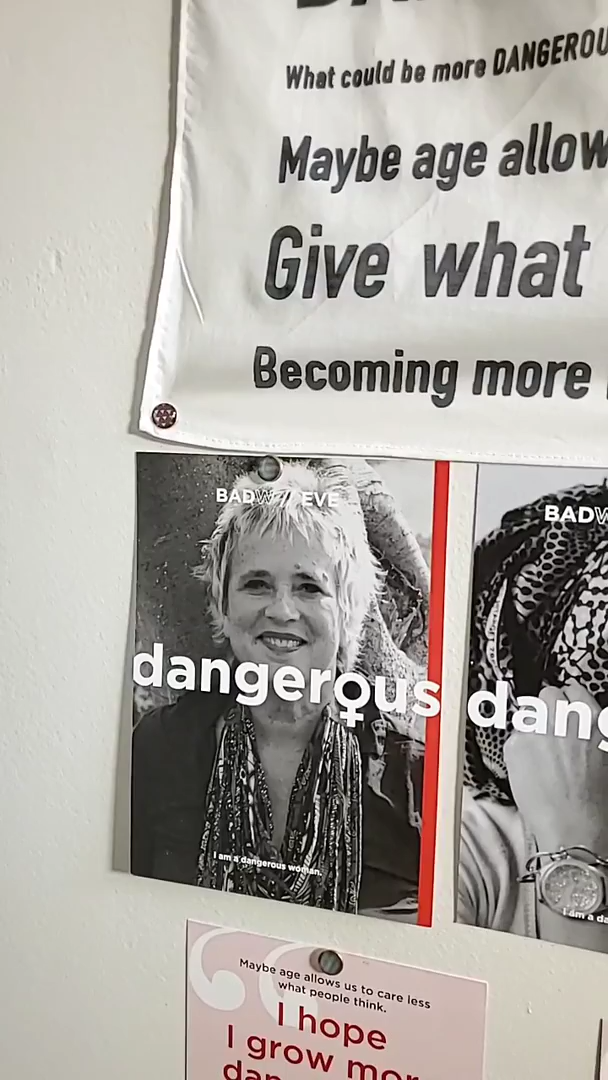 What could be more DANGEROU
Maybe age allow
Give what
Becoming more
BADW // EVE
dangerous
I am a dangerous woman.
BADW
dang
I am a da
Maybe age allows us to care less
what people think.
I hope
I grow mor
dan